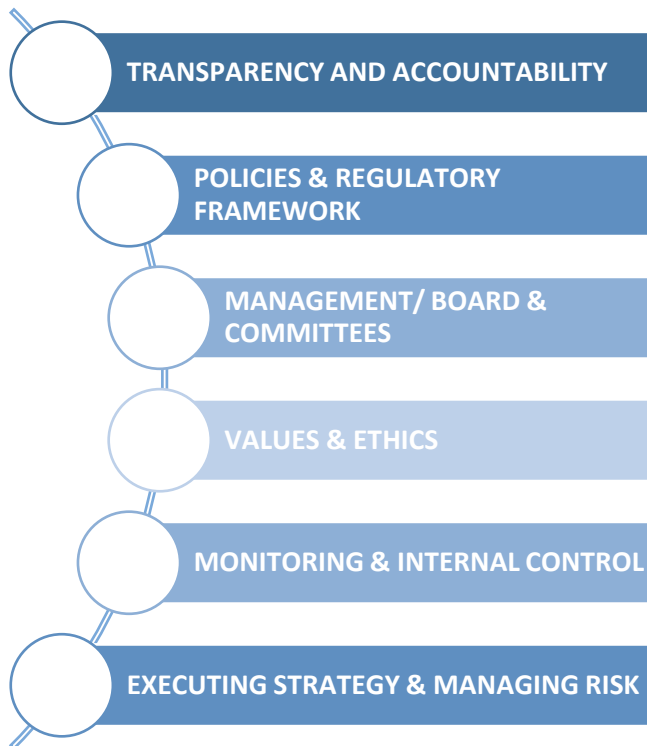 TRANSPARENCY AND ACCOUNTABILITY
POLICIES & REGULATORY
FRAMEWORK
MANAGEMENT/ BOARD &
COMMITTEES
VALUES & ETHICS
MONITORING & INTERNAL CONTROL
EXECUTING STRATEGY & MANAGING RISK